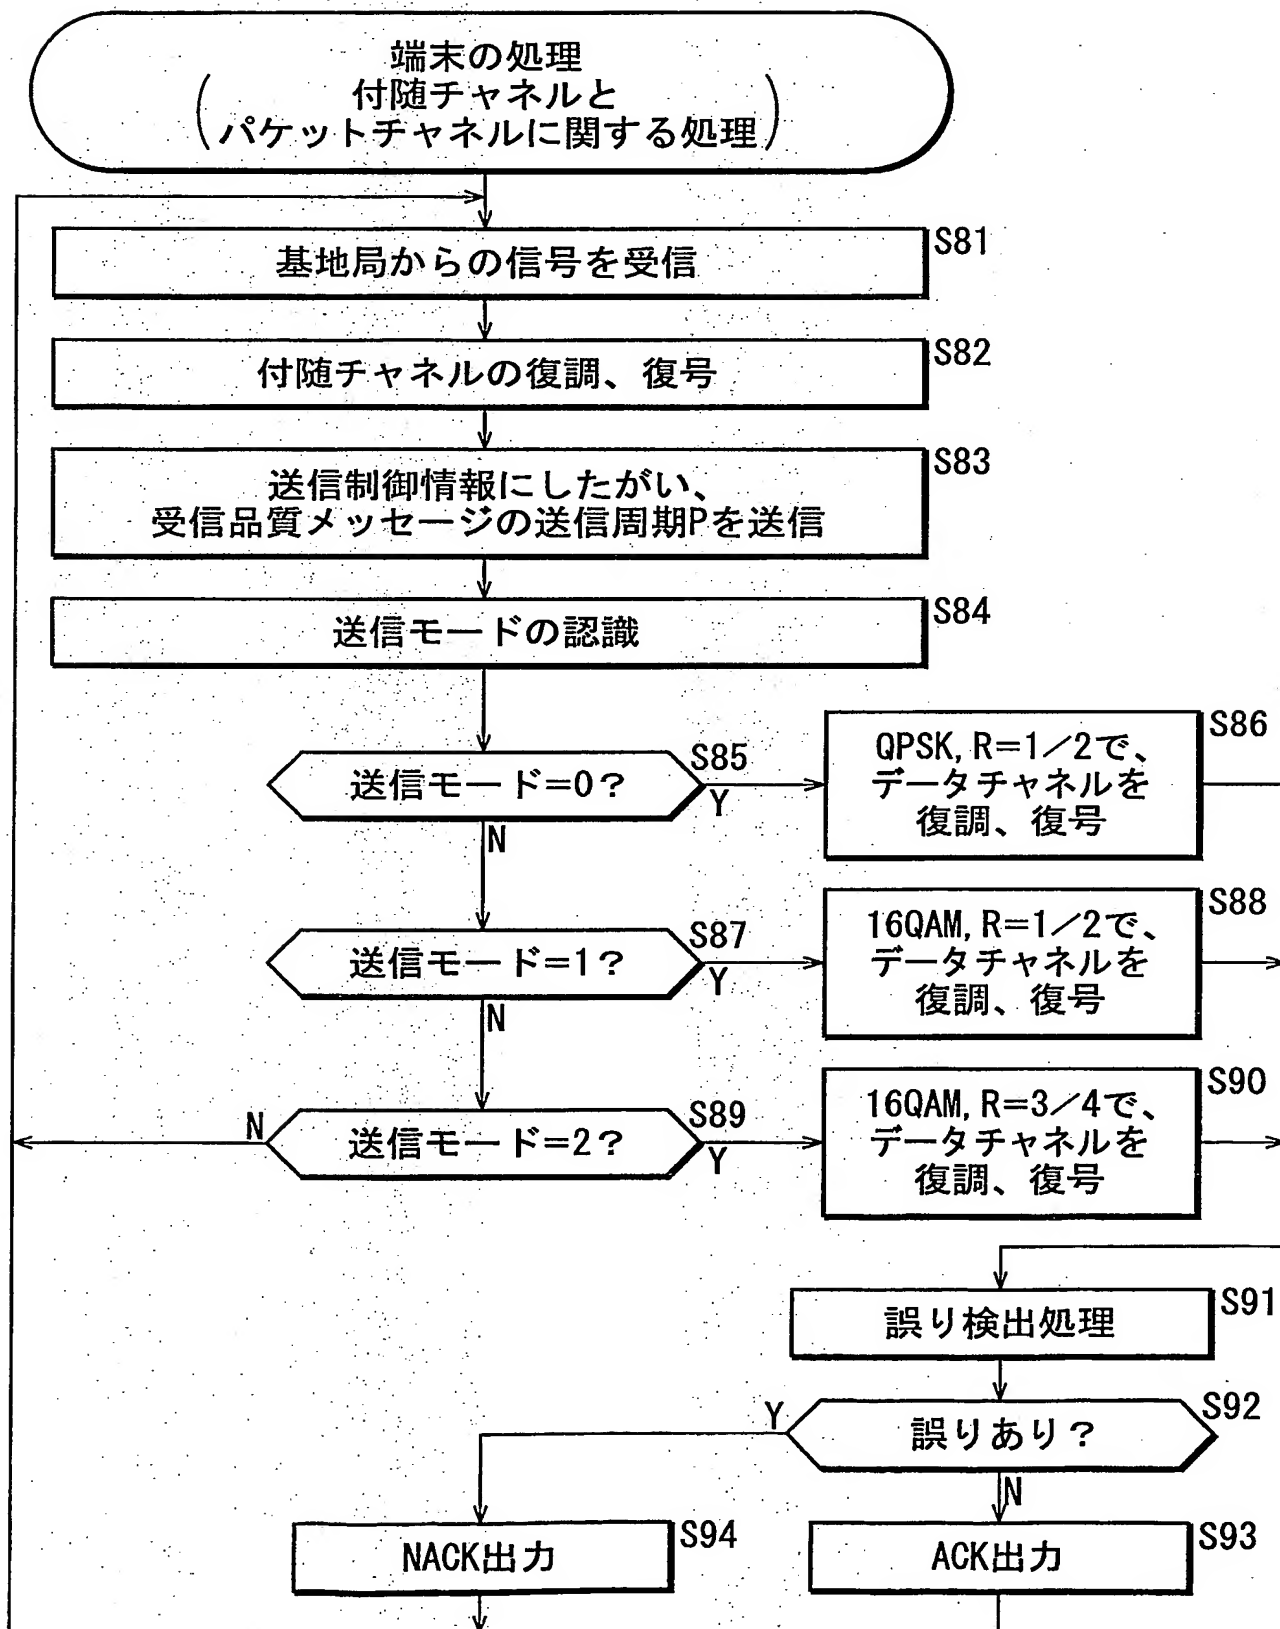 端末の処理
(付随チャネルと
パケットチャネルに関する処理)
基地局からの信号を受信
S81
付随チャネルの復調、復号
S82
送信制御情報にしたがい、
受信品質メッセージの送信周期Pを送信
S83
送信モードの認識
S84
送信モード=0?
S85
Y
N
QPSK, R=1/2で、
データチャネルを
復調、復号
S86
送信モード=1?
S87
Y
N
16QAM, R=1/2で、
データチャネルを
復調、復号
S88
送信モード=2?
S89
Y
N
16QAM, R=3/4で、
データチャネルを
復調、復号
S90
誤り検出処理
S91
誤りあり?
S92
Y
N
NACK出力
S94
ACK出力
S93